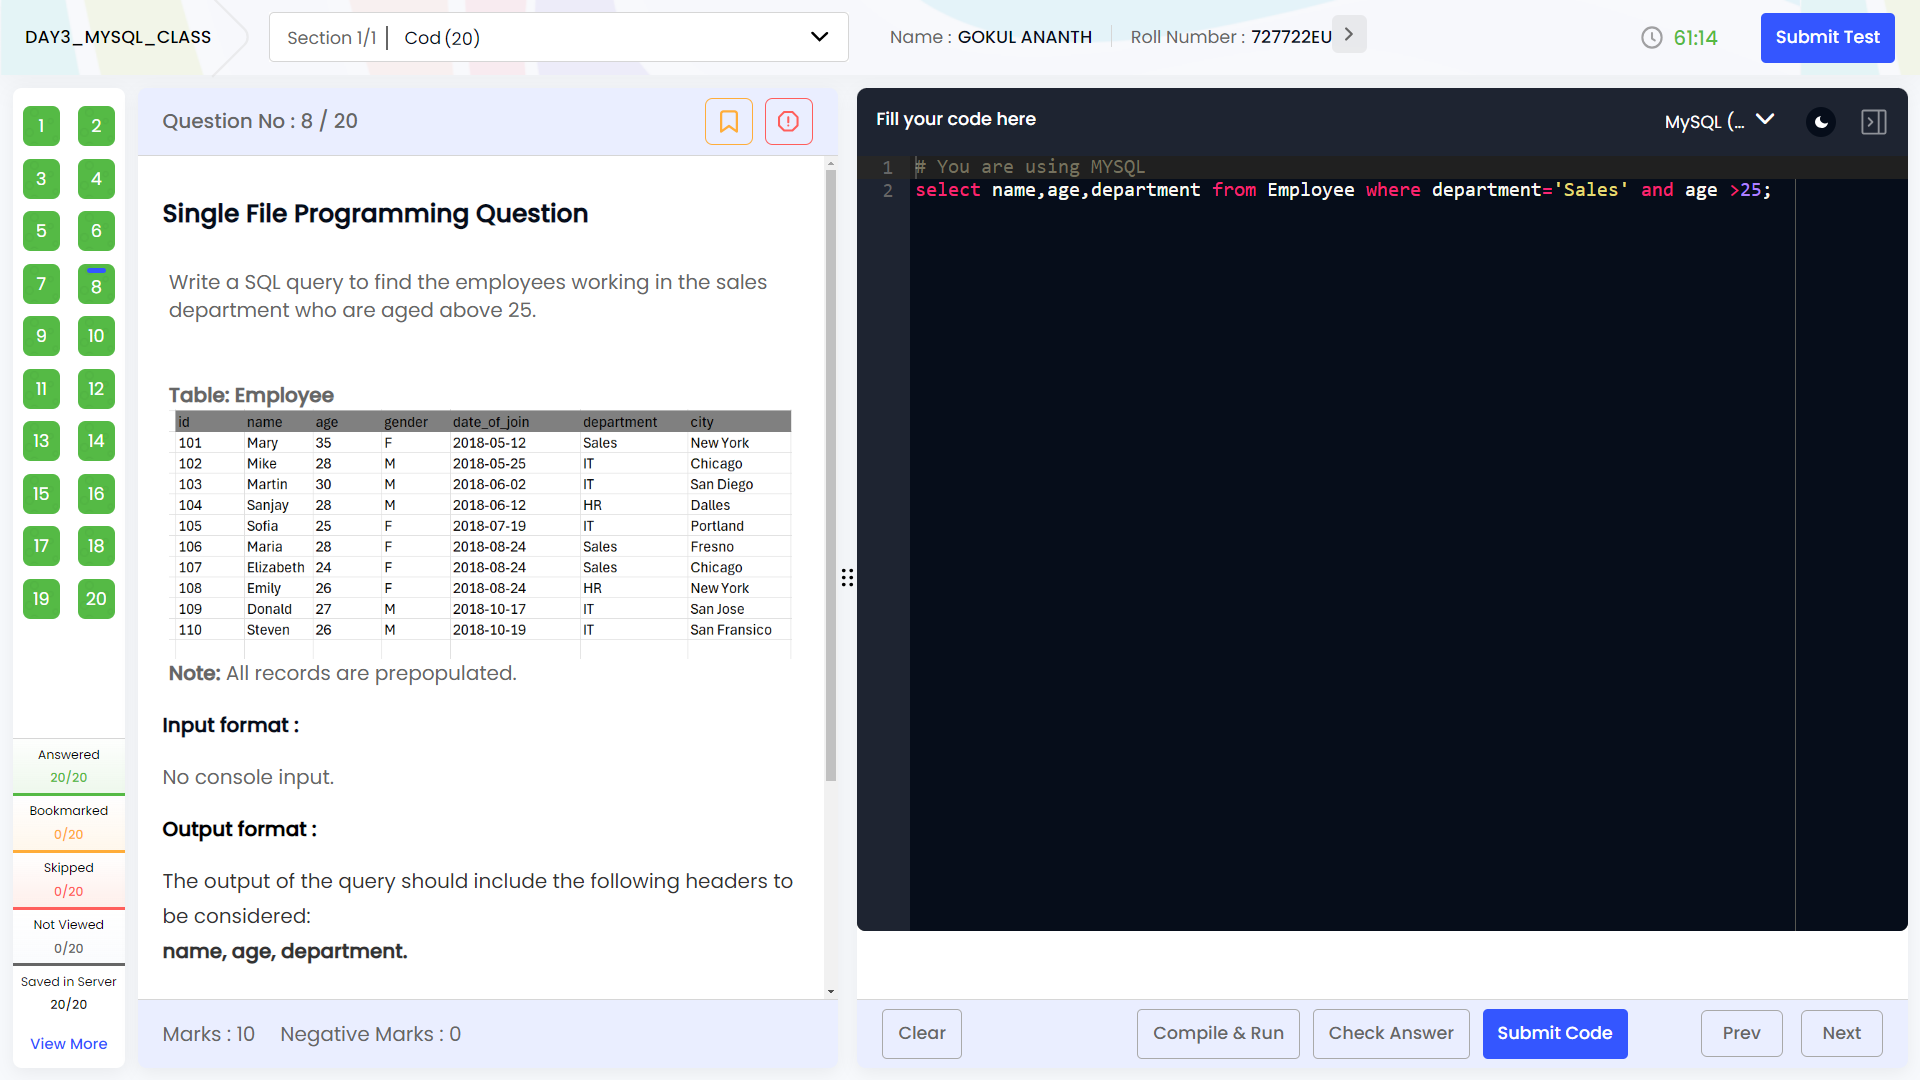 DAY3_MYSQL_CLASS
Section 1/1 | Cod (20)
Name : GOKUL ANANTH
Roll Number : 727722EU
61:14
Submit Test
1 2
3 4
5 6
7 8
9 10
11 12
13 14
15 16
17 18
19 20
Answered
20/20
Bookmarked
0/20
Skipped
0/20
Not Viewed
0/20
Saved in Server
20/20
View More
Question No : 8 / 20
Single File Programming Question
Write a SQL query to find the employees working in the sales
department who are aged above 25.
Table: Employee
id name age gender date_of_join department city
101 Mary 35 F 2018-05-12 Sales New York
102 Mike 28 M 2018-05-25 IT Chicago
103 Martin 30 M 2018-06-02 IT San Diego
104 Sanjay 28 M 2018-06-12 HR Dalles
105 Sofia 25 F 2018-07-19 IT Portland
106 Maria 28 F 2018-08-24 Sales Fresno
107 Elizabeth 24 F 2018-08-24 Sales Chicago
108 Emily 26 F 2018-08-24 HR New York
109 Donald 27 M 2018-10-17 IT San Jose
110 Steven 26 M 2018-10-19 IT San Fransico
Note: All records are prepopulated.
Input format :
No console input.
Output format :
The output of the query should include the following headers to
be considered:
name, age, department.
Marks : 10 Negative Marks : 0
Fill your code here
MySQL (...
1 # You are using MYSQL
2 select name,age,department from Employee where department='Sales' and age >25;
Clear
Compile & Run
Check Answer
Submit Code
Prev
Next